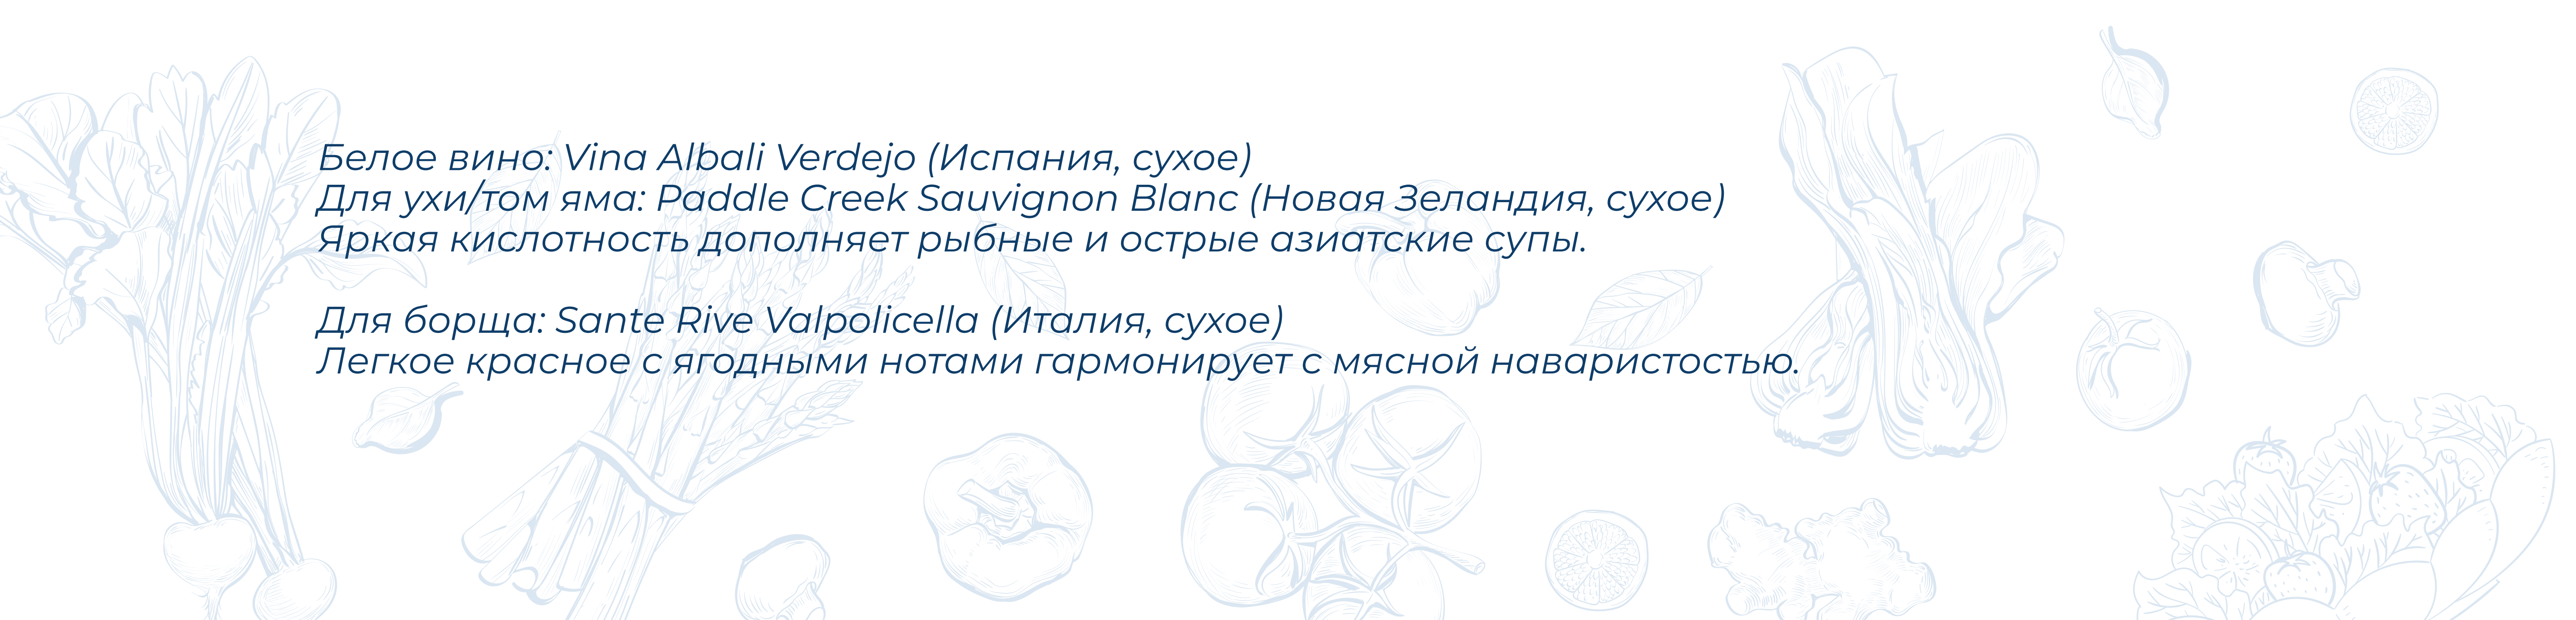 Белое вино: Vina Albali Verdejo (Испания, сухое)
Для ухи/том яма: Paddle Creek Sauvignon Blanc (Новая Зеландия, сухое)
Яркая кислотность дополняет рыбные и острые азиатские супы.
Для борща: Sante Rive Valpolicella (Италия, сухое)
Легкое красное с ягодными нотами гармонирует с мясной наваристостью.